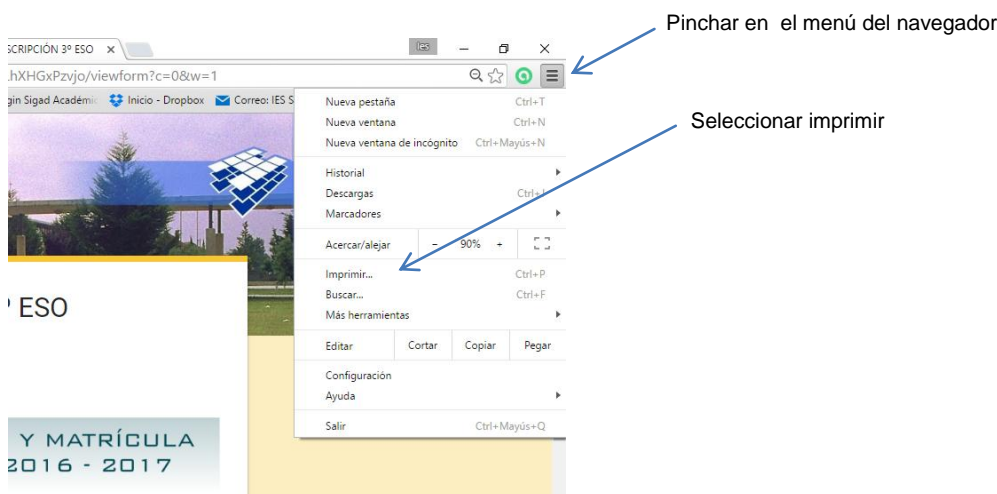 Pinchar en el menú del navegador
SCRIPCIÓN 3º ESO
ies
hXHGxPzvjo/viewform?c=0&w=1
gin Sigad Académi
Inicio - Dropbox
Correo: IES S
Nueva pestaña Ctrl+T
Seleccionar imprimir
Nueva ventana Ctrl+N
Nueva ventana de incógnito Ctrl+Mayús+N
Historial
Descargas Ctrl+J
Marcadores
Acercar/alejar - 90% +
Imprimir... Ctrl+P
Buscar... Ctrl+F
º ESO
Más herramientas
Editar Cortar Copiar Pegar
Configuración
Ayuda
Salir Ctrl+Mayús+Q
Y MATRÍCULA
2016 - 2017